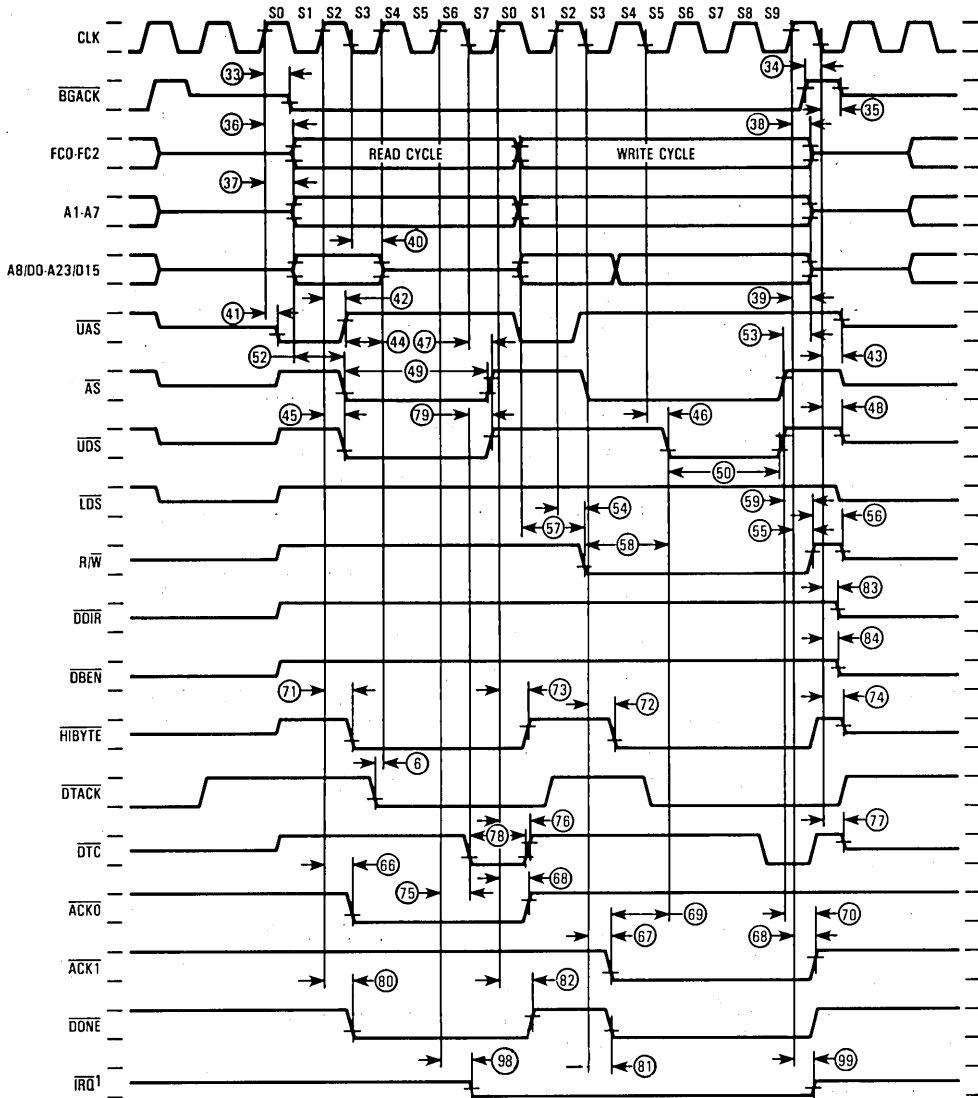 S0 S1 S2 S3 S4 S5 S6 S7 S0 S1 S2 S3 S4 S5 S6 S7 S8 S9
CLK
33
34
BGACK
35
36
38
FC0-FC2
READ CYCLE
WRITE CYCLE
37
A1-A7
40
A8/D0-A23/D15
42
39
41
UAS
53
44
47
43
52
49
AS
45
79
46
48
UDS
50
59
LDS
54
56
57
55
58
R/W
83
DDIR
84
DBEN
71
73
72
74
HIBYTE
6
DTACK
76
77
78
DTC
66
75
68
ACK0
69
70
67
68
ACK1
80
82
DONE
98
81
99
IRQ1